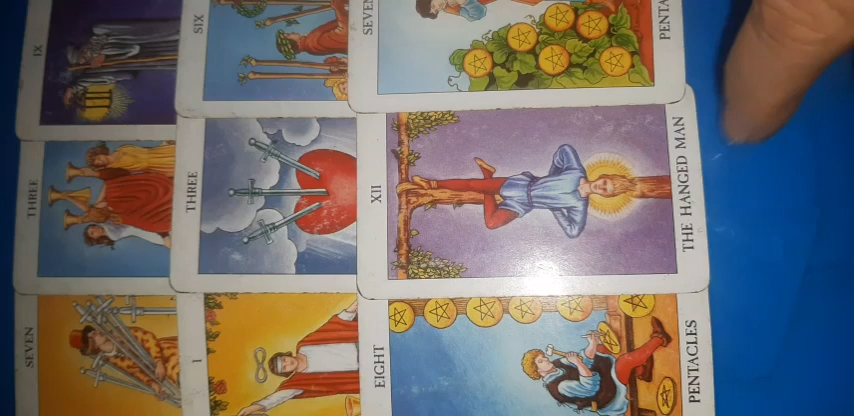 IX
SIX
SEVEN
PENTA
THREE
THREE
XII
THE HANGED MAN
SEVEN
I
EIGHT
PENTACLES